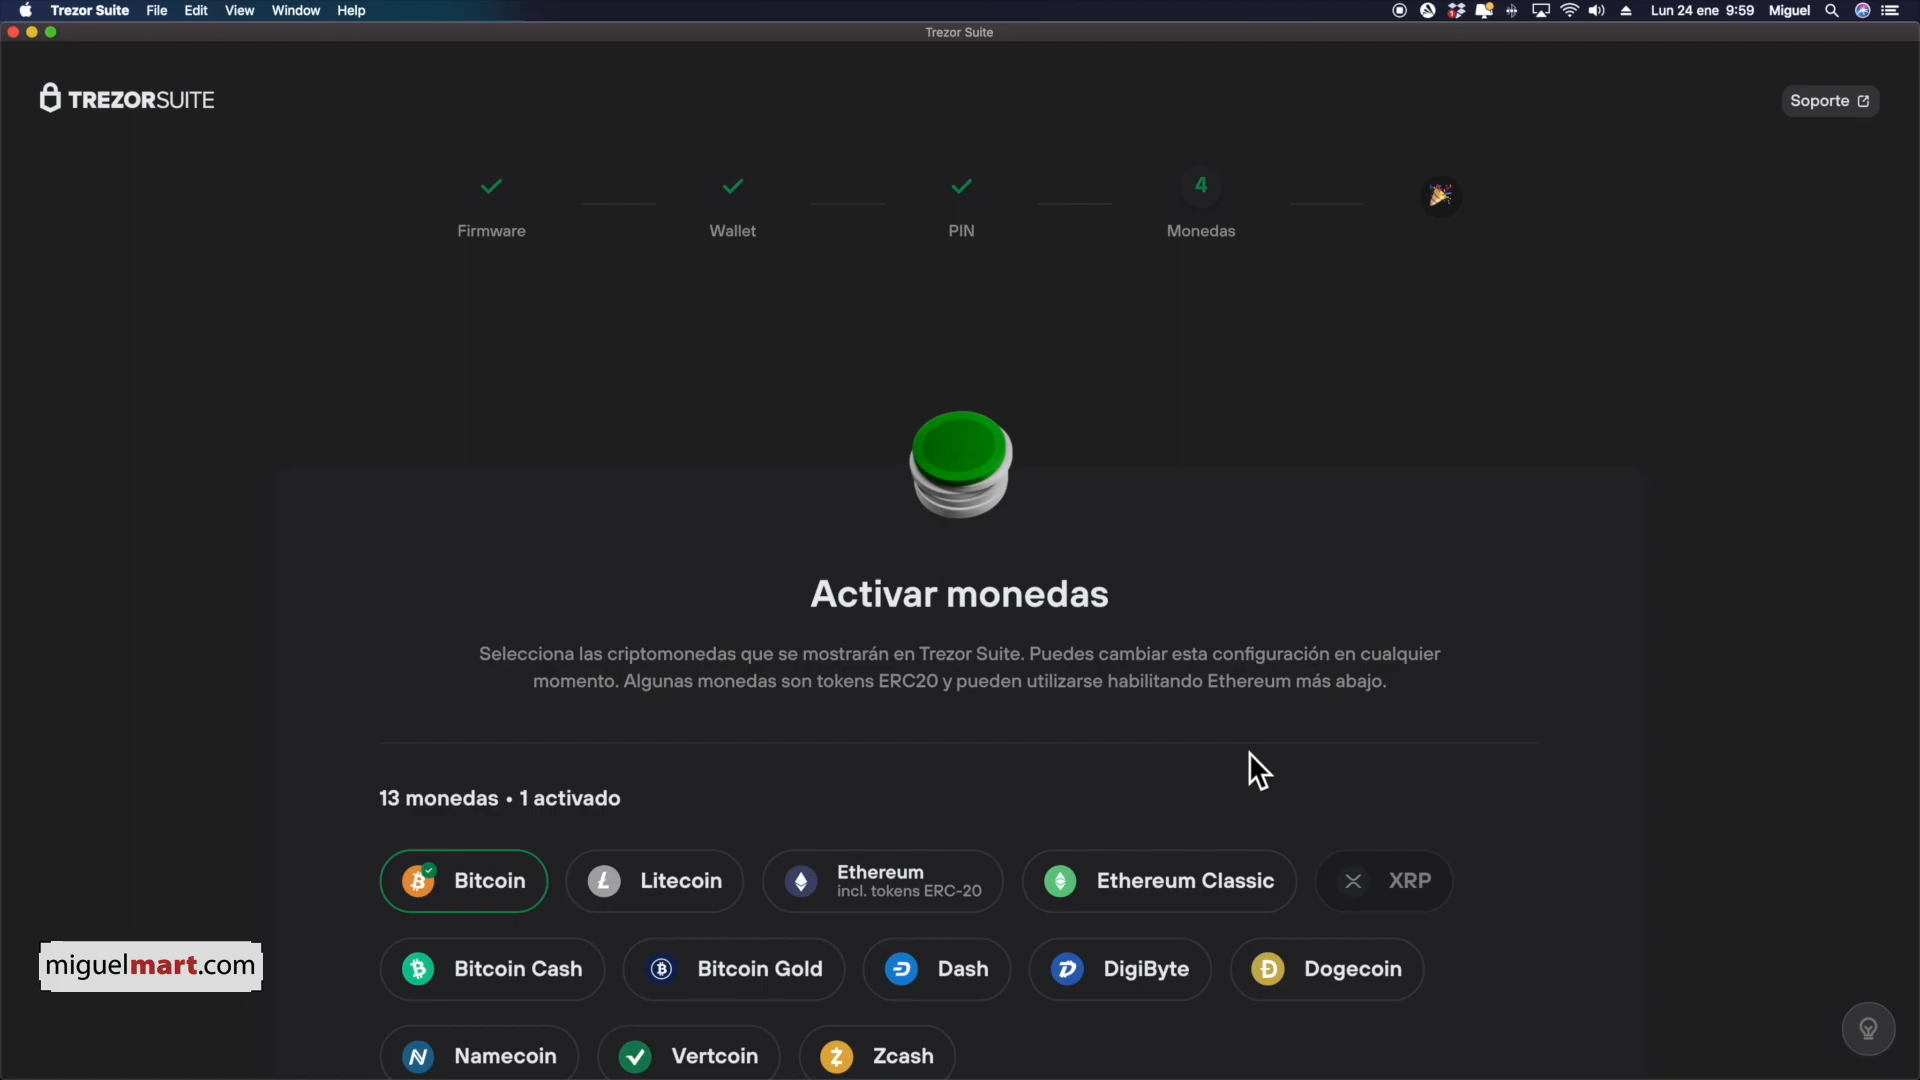 Trezor Suite File Edit View Window Help
Lun 24 ene 9:59 Miguel
Trezor Suite
TREZORSUITE
Soporte
4
Firmware
Wallet
PIN
Monedas
Activar monedas
Selecciona las criptomonedas que se mostrarán en Trezor Suite. Puedes cambiar esta configuración en cualquier
momento. Algunas monedas son tokens ERC20 y pueden utilizarse habilitando Ethereum más abajo.
13 monedas • 1 activado
Bitcoin
Litecoin
Ethereum
incl. tokens ERC-20
Ethereum Classic
XRP
Bitcoin Cash
Bitcoin Gold
Dash
DigiByte
Dogecoin
miguelmart.com
Namecoin
Vertcoin
Zcash